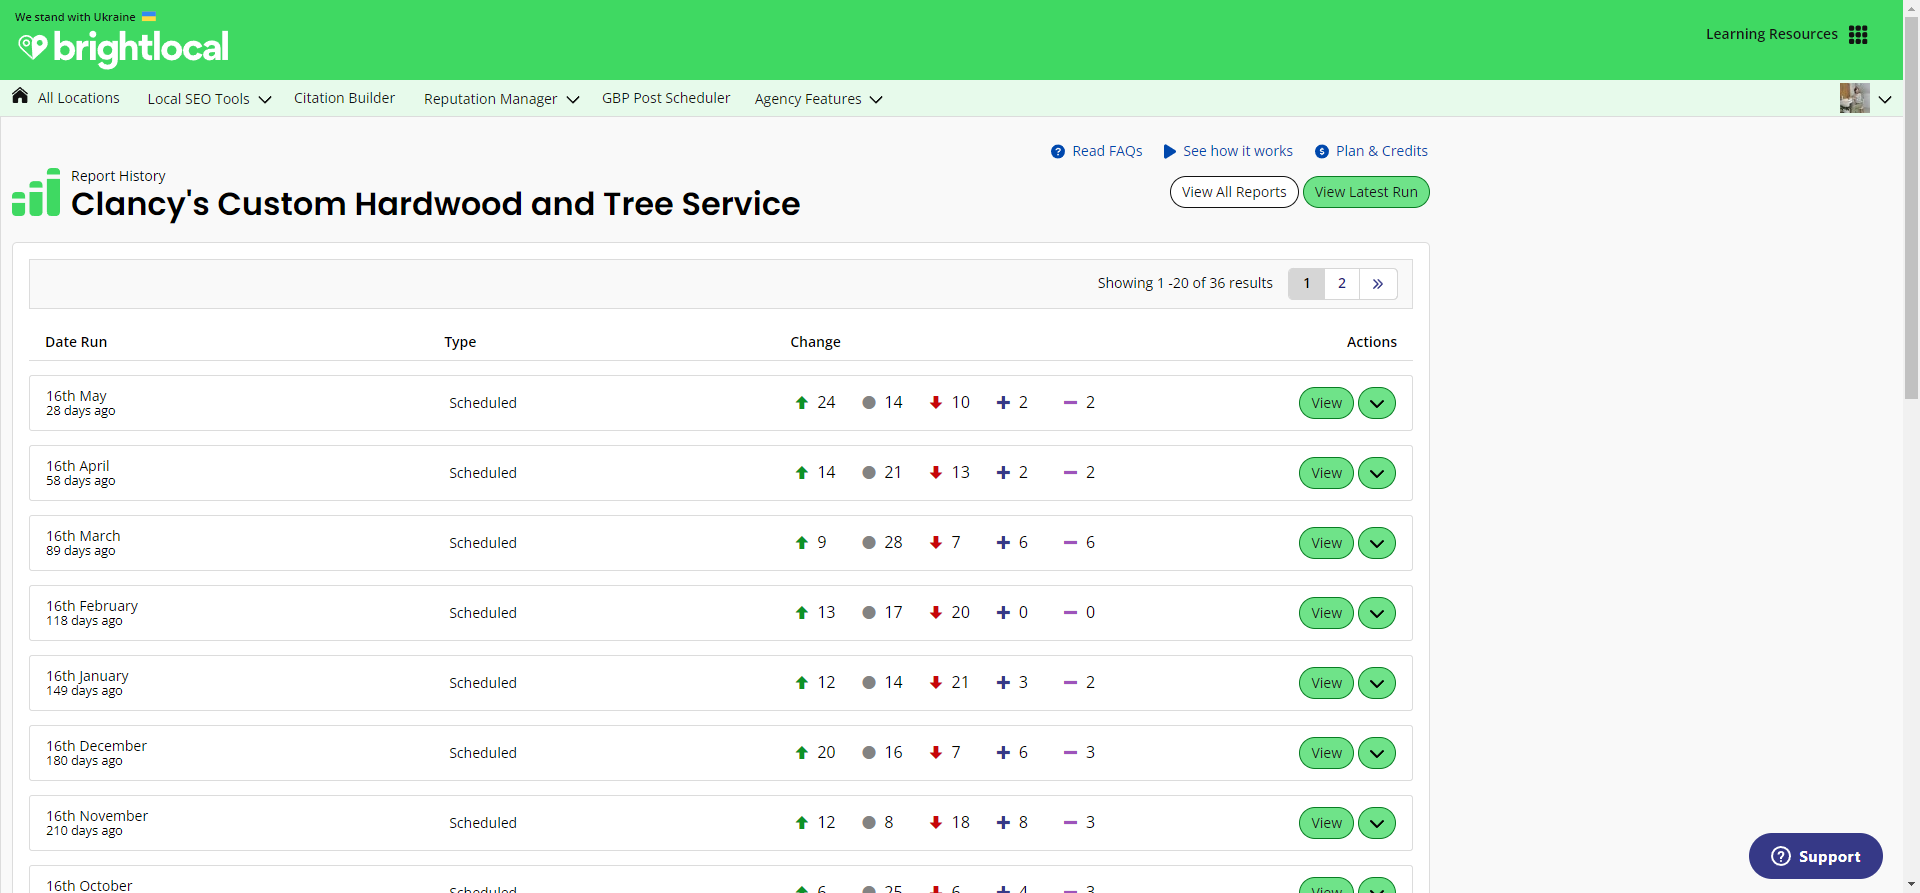 We stand with Ukraine
brightlocal
Learning Resources
All Locations Local SEO Tools Citation Builder Reputation Manager GBP Post Scheduler Agency Features
Read FAQs See how it works Plan & Credits
Report History
Clancy's Custom Hardwood and Tree Service
View All Reports View Latest Run
Showing 1 -20 of 36 results 1 2 »
Date Run Type Change Actions
16th May
28 days ago
Scheduled 24 14 10 2 2 View
16th April
58 days ago
Scheduled 14 21 13 2 2 View
16th March
89 days ago
Scheduled 9 28 7 6 6 View
16th February
118 days ago
Scheduled 13 17 20 0 0 View
16th January
149 days ago
Scheduled 12 14 21 3 2 View
16th December
180 days ago
Scheduled 20 16 7 6 3 View
16th November
210 days ago
Scheduled 12 8 18 8 3 View
Support
16th October
Scheduled 6 25 6 4 3 View